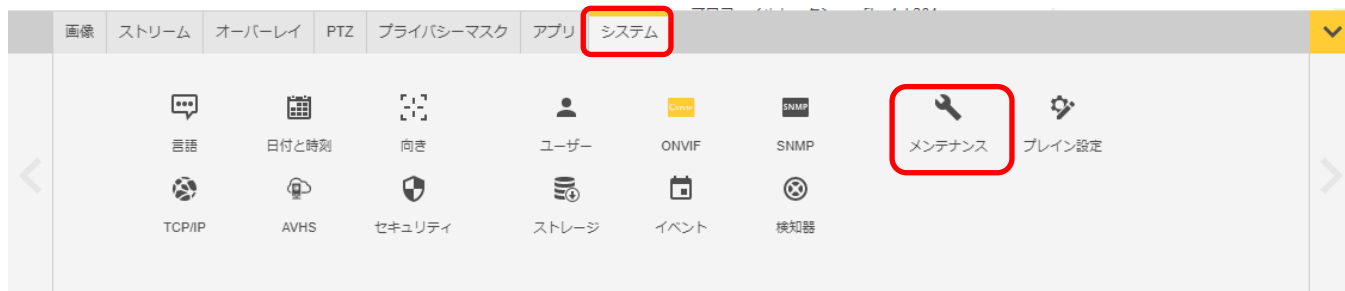 画像 ストリーム オーバーレイ PTZ プライバシーマスク アプリ システム
言語 日付と時刻 向き ユーザー ONVIF SNMP メンテナンス プレイン設定
SNMP
TCP/IP AVHS セキュリティ ストレージ イベント 検知器